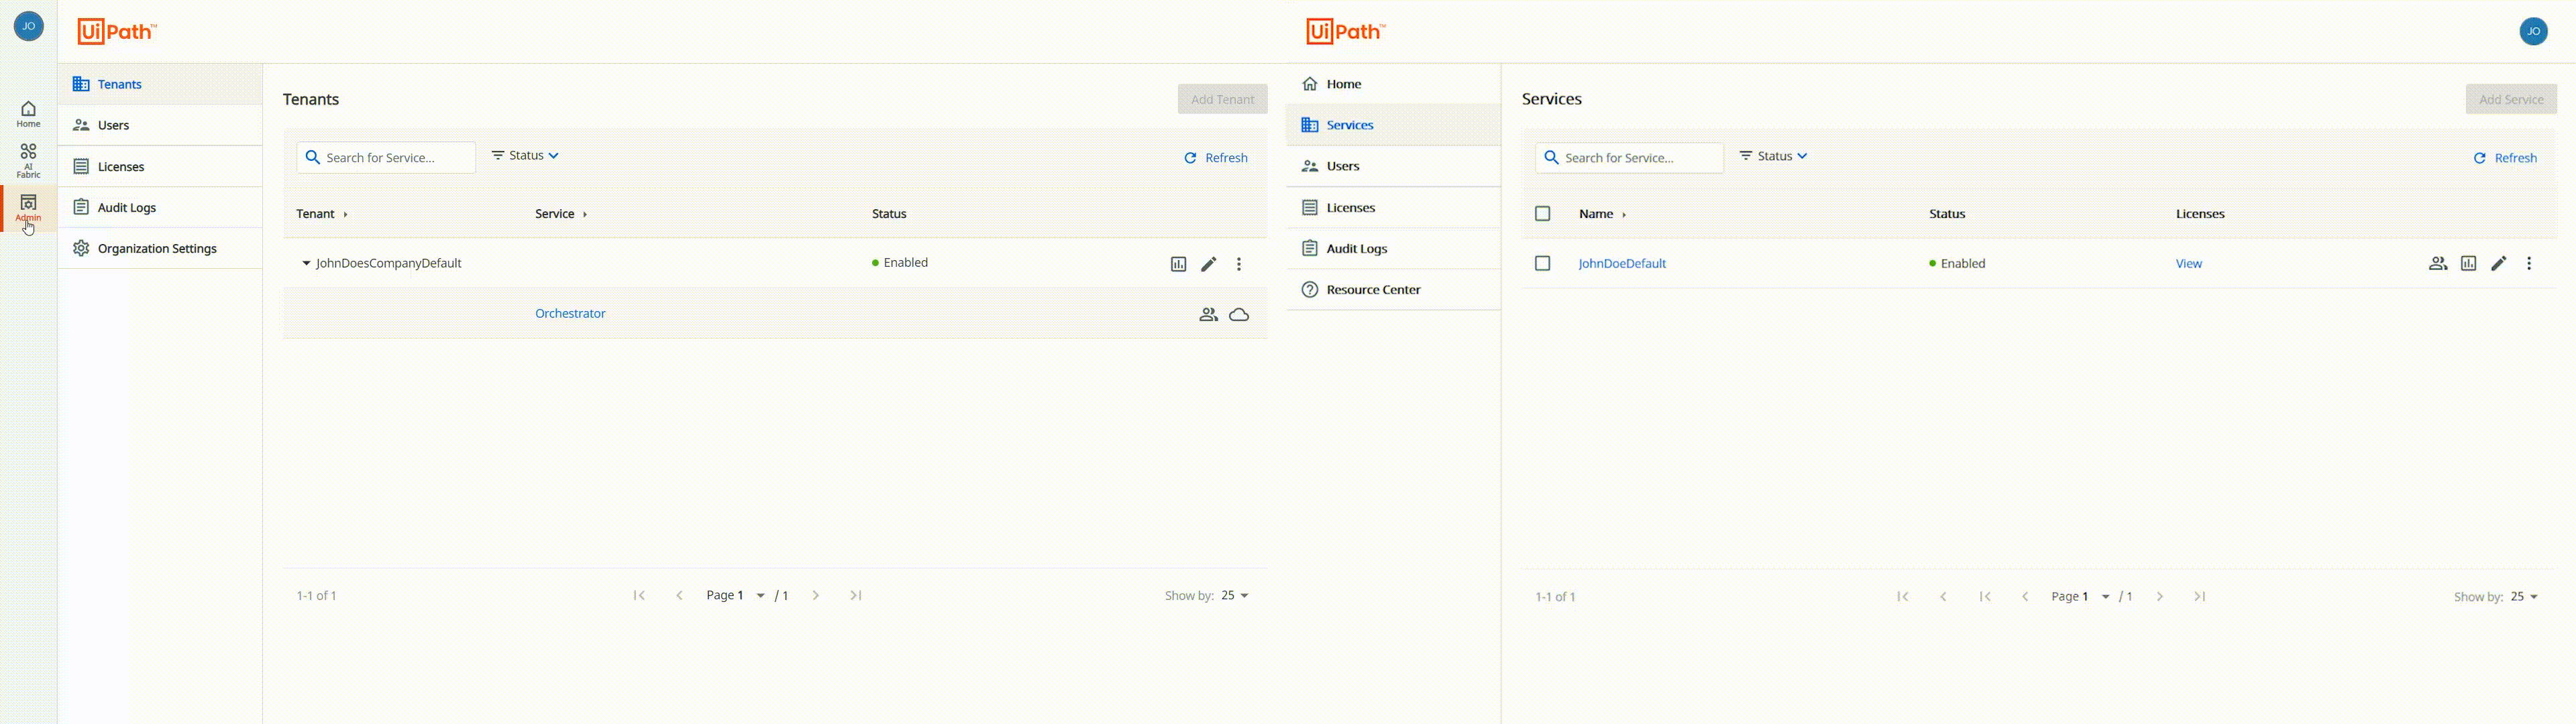 JO
UiPath™
Home
AI
Fabric
Admin
Tenants
Users
Licenses
Audit Logs
Organization Settings
Tenants
Add Tenant
Search for Service...
Status
Refresh
Tenant
Service
Status
JohnDoesCompanyDefault
Enabled
Orchestrator
1-1 of 1
Page 1 / 1
Show by: 25
UiPath™
JO
Home
Services
Users
Licenses
Audit Logs
Resource Center
Services
Add Service
Search for Service...
Status
Refresh
Name
Status
Licenses
JohnDoeDefault
Enabled
View
1-1 of 1
Page 1 / 1
Show by: 25